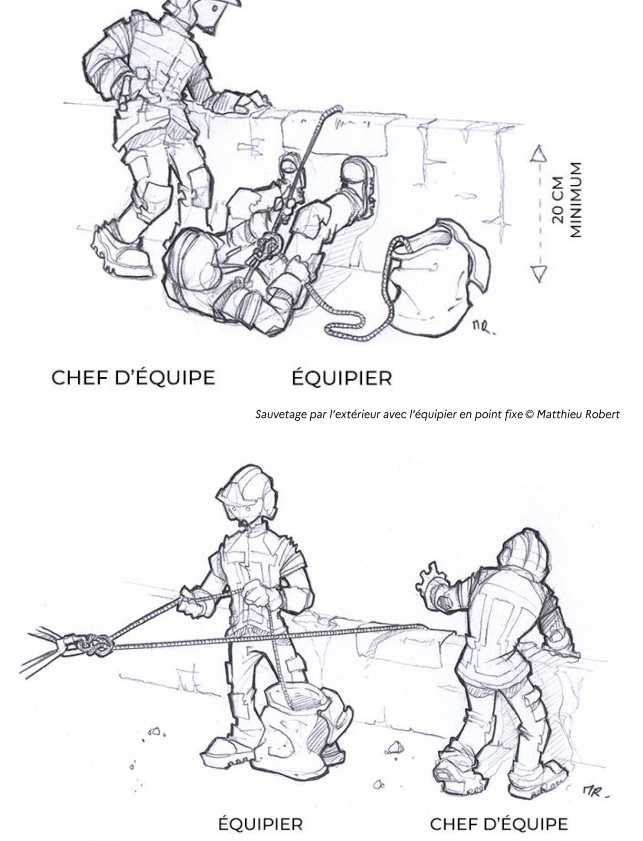 20 CM
MINIMUM
MR.
CHEF D'ÉQUIPE
ÉQUIPIER
Sauvetage par l'extérieur avec l'équipier en point fixe © Matthieu Robert
MR.
ÉQUIPIER
CHEF D'ÉQUIPE